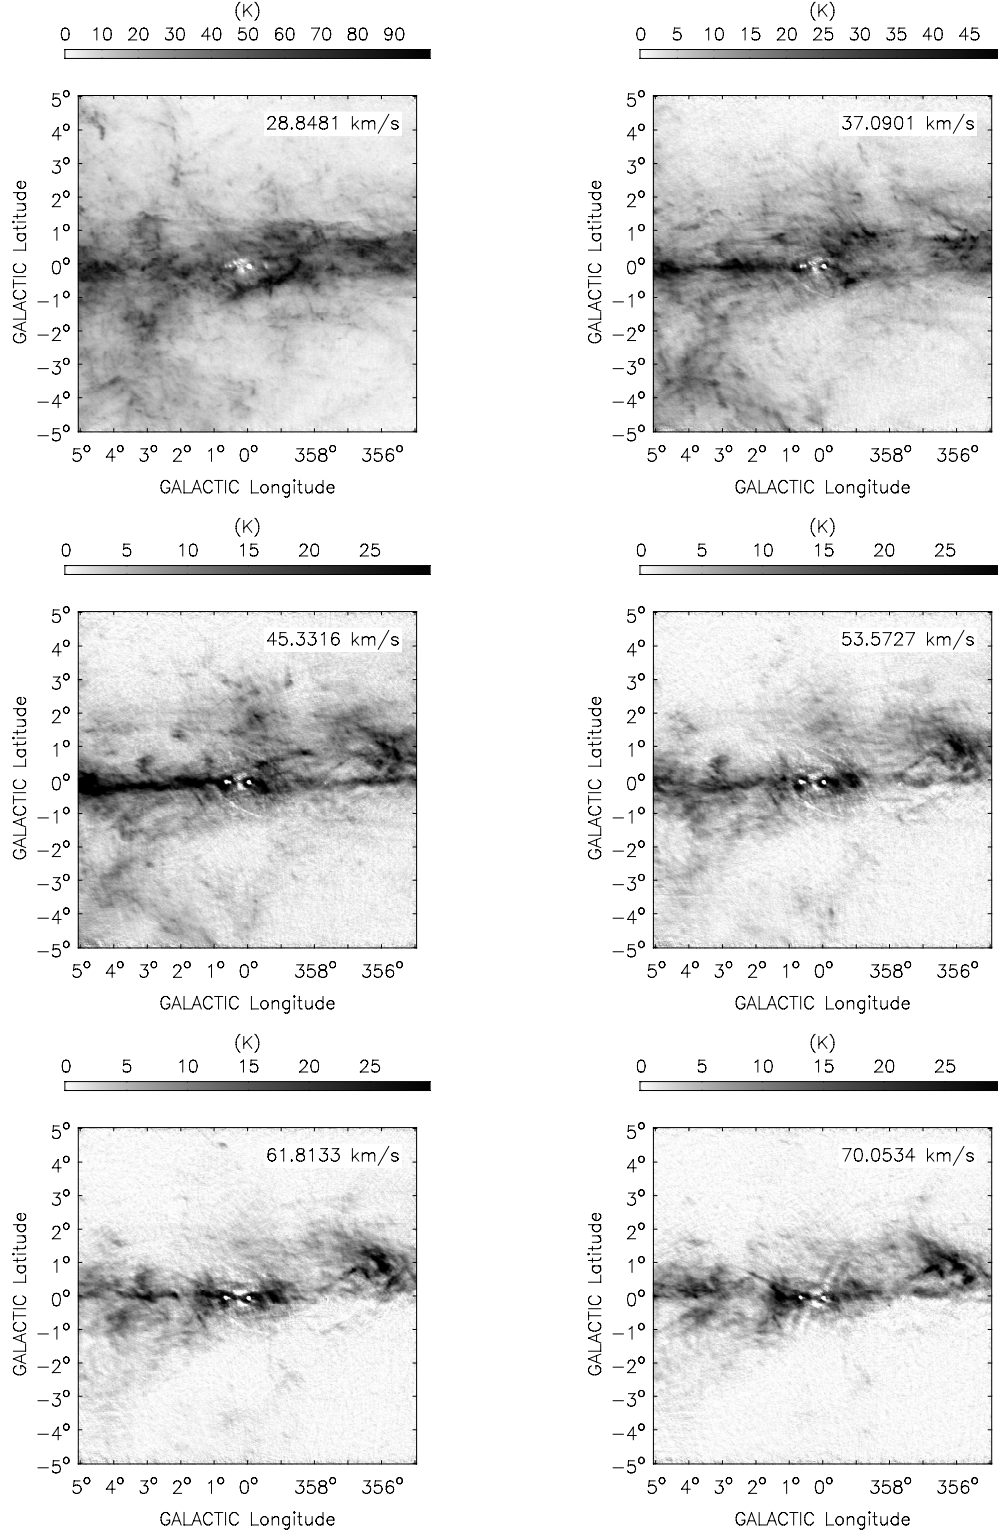 (K) (K)
0 10 20 30 40 50 60 70 80 90 0 5 10 15 20 25 30 35 40 45
28.8481 km/s 37.0901 km/s
5° 5°
4° 4°
3° 3°
2° 2°
1° 1°
0° 0°
−1° −1°
−2° −2°
−3° −3°
−4° −4°
−5° −5°
GALACTIC Latitude GALACTIC Latitude
5° 4° 3° 2° 1° 0° 358° 356° 5° 4° 3° 2° 1° 0° 358° 356°
GALACTIC Longitude GALACTIC Longitude
(K) (K)
0 5 10 15 20 25 0 5 10 15 20 25
45.3316 km/s 53.5727 km/s
5° 5°
4° 4°
3° 3°
2° 2°
1° 1°
0° 0°
−1° −1°
−2° −2°
−3° −3°
−4° −4°
−5° −5°
GALACTIC Latitude GALACTIC Latitude
5° 4° 3° 2° 1° 0° 358° 356° 5° 4° 3° 2° 1° 0° 358° 356°
GALACTIC Longitude GALACTIC Longitude
(K) (K)
0 5 10 15 20 25 0 5 10 15 20 25
61.8133 km/s 70.0534 km/s
5° 5°
4° 4°
3° 3°
2° 2°
1° 1°
0° 0°
−1° −1°
−2° −2°
−3° −3°
−4° −4°
−5° −5°
GALACTIC Latitude GALACTIC Latitude
5° 4° 3° 2° 1° 0° 358° 356° 5° 4° 3° 2° 1° 0° 358° 356°
GALACTIC Longitude GALACTIC Longitude